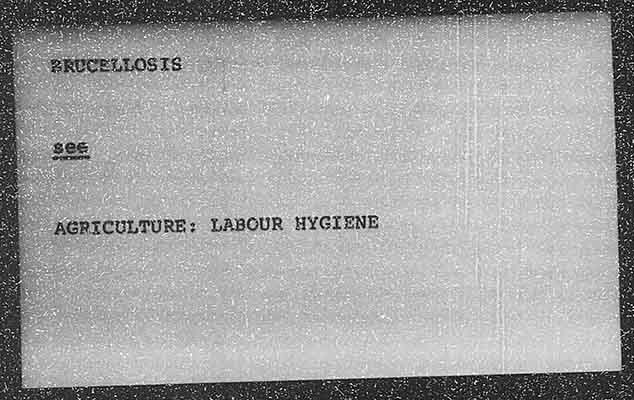 BRUCELLOSIS
see
AGRICULTURE: LABOUR HYGIENE